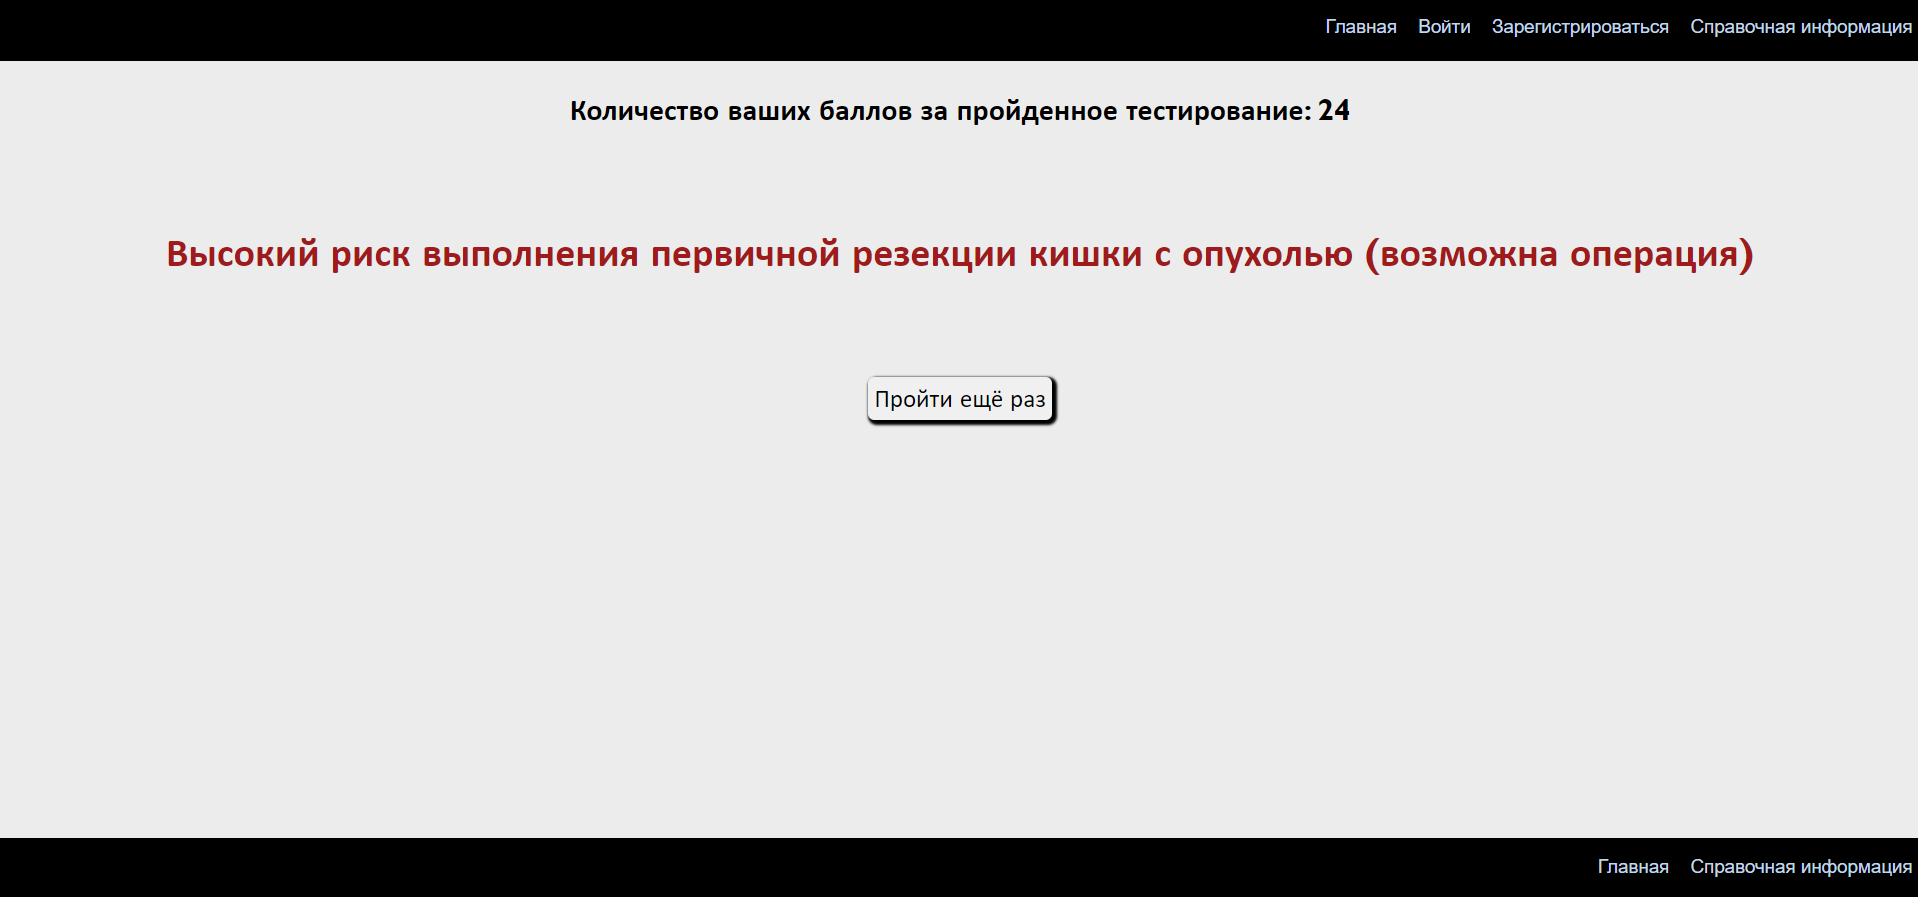 Главная Войти Зарегистрироваться Справочная информация
Количество ваших баллов за пройденное тестирование: 24
Высокий риск выполнения первичной резекции кишки с опухолью (возможна операция)
Пройти ещё раз
Главная Справочная информация